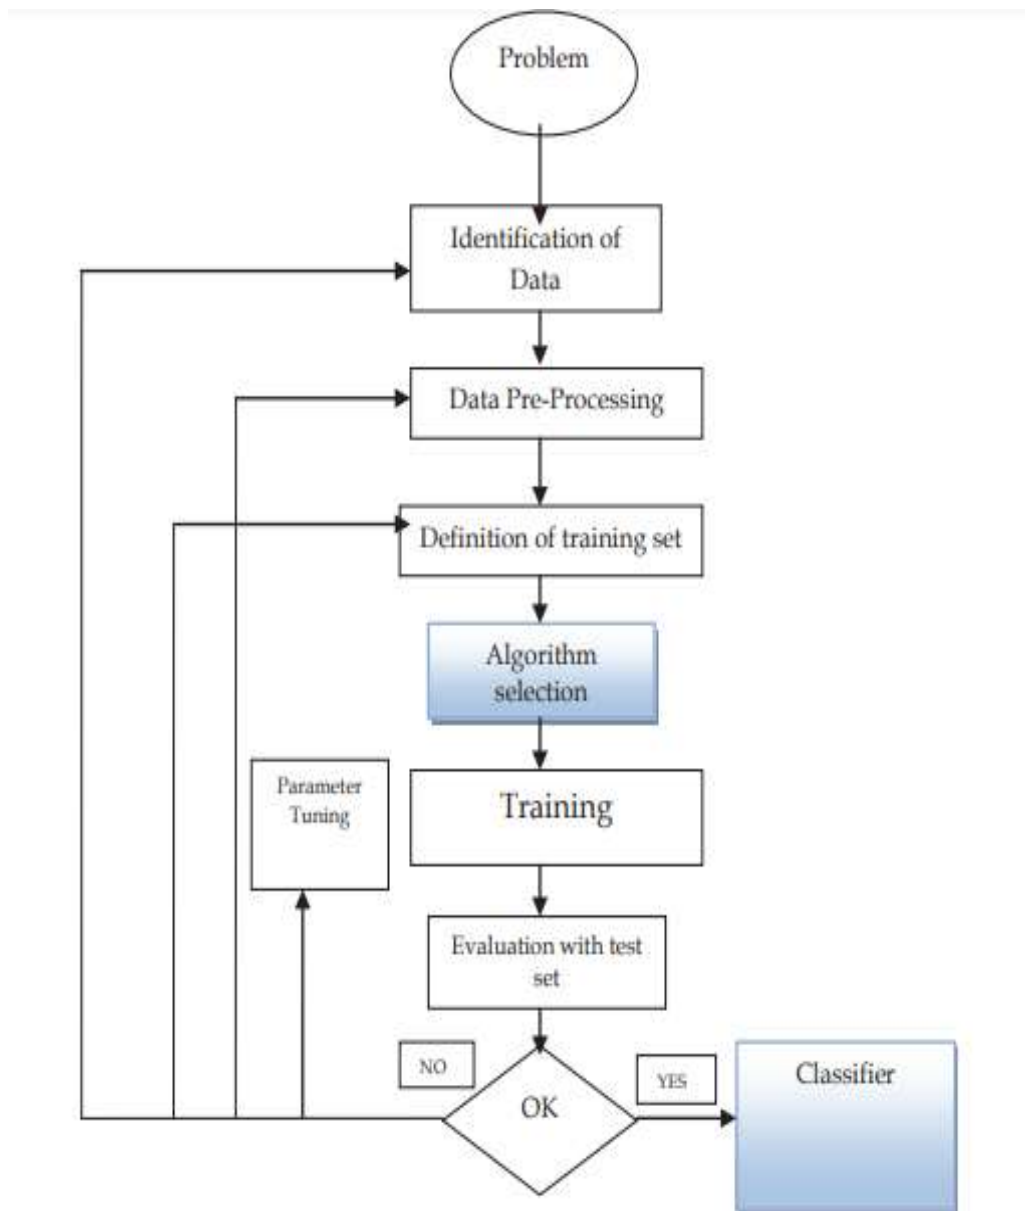 Problem
Identification of
Data
Data Pre-Processing
Definition of training set
Algorithm
selection
Parameter
Tuning
Training
Evaluation with test
set
NO
OK
YES
Classifier